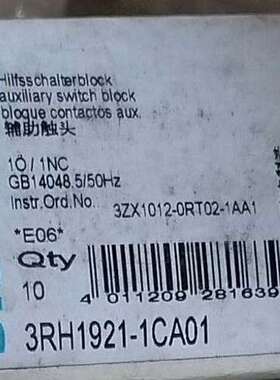 Hilfsschalterblock
auxiliary switch block
bloque contactos aux.
辅助触头
1Ö / 1NC
GB14048.5/50Hz
Instr.Ord.No. 3ZX1012-0RT02-1AA1
*E06*
Qty
10
4 011209 281639
3RH1921-1CA01